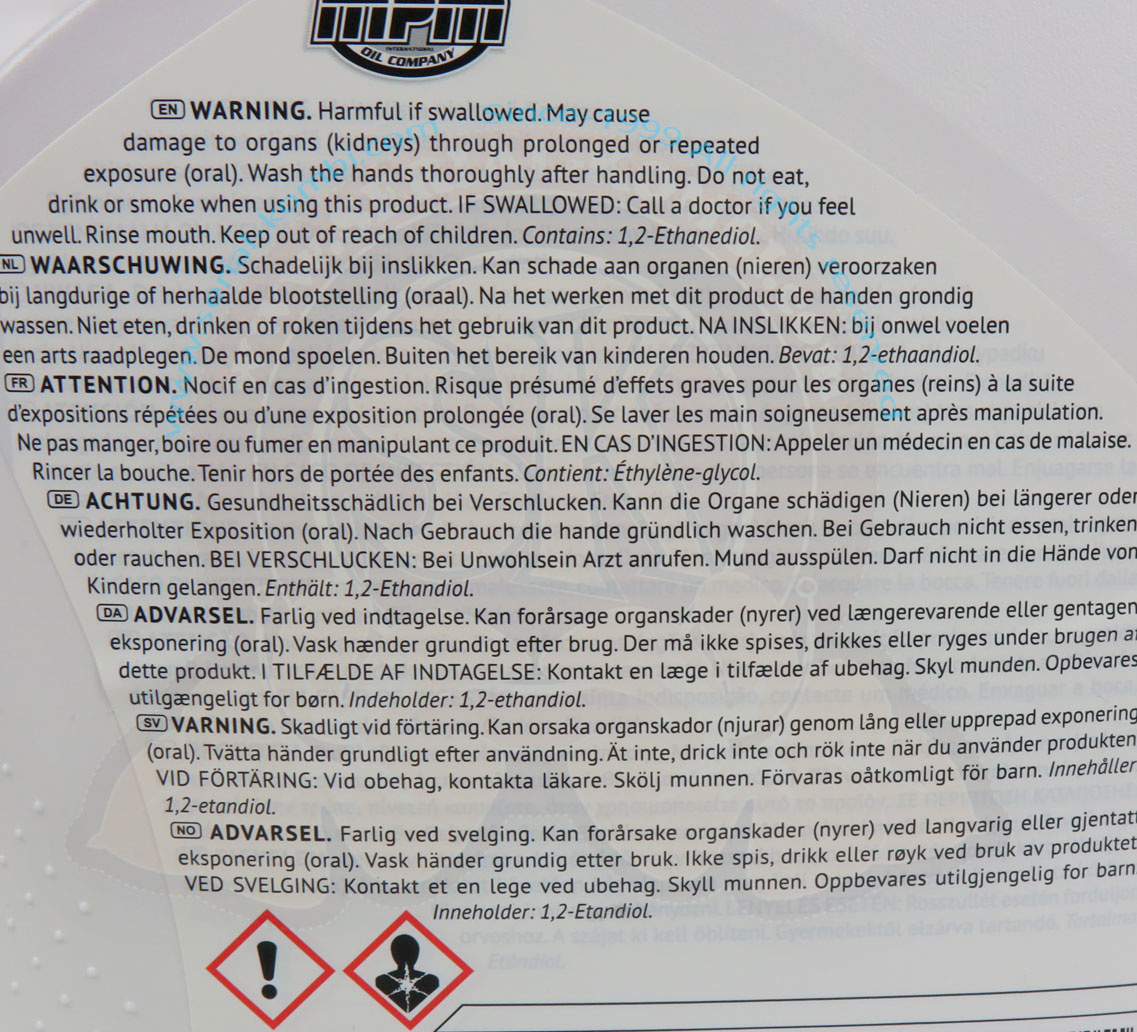 MPM
INTERNATIONAL
OIL COMPANY
EN WARNING. Harmful if swallowed. May cause
damage to organs (kidneys) through prolonged or repeated
exposure (oral). Wash the hands thoroughly after handling. Do not eat,
drink or smoke when using this product. IF SWALLOWED: Call a doctor if you feel
unwell. Rinse mouth. Keep out of reach of children. Contains: 1,2-Ethanediol.
NL WAARSCHUWING. Schadelijk bij inslikken. Kan schade aan organen (nieren) veroorzaken
bij langdurige of herhaalde blootstelling (oraal). Na het werken met dit product de handen grondig
wassen. Niet eten, drinken of roken tijdens het gebruik van dit product. NA INSLIKKEN: bij onwel voelen
een arts raadplegen. De mond spoelen. Buiten het bereik van kinderen houden. Bevat: 1,2-ethaandiol.
FR ATTENTION. Nocif en cas d'ingestion. Risque présumé d'effets graves pour les organes (reins) à la suite
d'expositions répétées ou d'une exposition prolongée (oral). Se laver les main soigneusement après manipulation.
Ne pas manger, boire ou fumer en manipulant ce produit. EN CAS D'INGESTION: Appeler un médecin en cas de malaise.
Rincer la bouche. Tenir hors de portée des enfants. Contient: Éthylène-glycol.
DE ACHTUNG. Gesundheitsschädlich bei Verschlucken. Kann die Organe schädigen (Nieren) bei längerer oder
wiederholter Exposition (oral). Nach Gebrauch die hande gründlich waschen. Bei Gebrauch nicht essen, trinken
oder rauchen. BEI VERSCHLUCKEN: Bei Unwohlsein Arzt anrufen. Mund ausspülen. Darf nicht in die Hände von
Kindern gelangen. Enthält: 1,2-Ethandiol.
DA ADVARSEL. Farlig ved indtagelse. Kan forårsage organskader (nyrer) ved længerevarende eller gentagen
eksponering (oral). Vask hænder grundigt efter brug. Der må ikke spises, drikkes eller ryges under brugen af
dette produkt. I TILFÆLDE AF INDTAGELSE: Kontakt en læge i tilfælde af ubehag. Skyl munden. Opbevares
utilgængeligt for børn. Indeholder: 1,2-ethandiol.
SV VARNING. Skadligt vid förtäring. Kan orsaka organskador (njurar) genom lång eller upprepad exponering
(oral). Tvätta händer grundligt efter användning. Ät inte, drick inte och rök inte när du använder produkten
VID FÖRTÄRING: Vid obehag, kontakta läkare. Skölj munnen. Förvaras oåtkomligt för barn. Innehåller:
1,2-etandiol.
NO ADVARSEL. Farlig ved svelging. Kan forårsake organskader (nyrer) ved langvarig eller gjentatt
eksponering (oral). Vask händer grundig etter bruk. Ikke spis, drikk eller røyk ved bruk av produktet
VED SVELGING: Kontakt et en lege ved ubehag. Skyll munnen. Oppbevares utilgjengelig for barn.
Inneholder: 1,2-Etandiol.